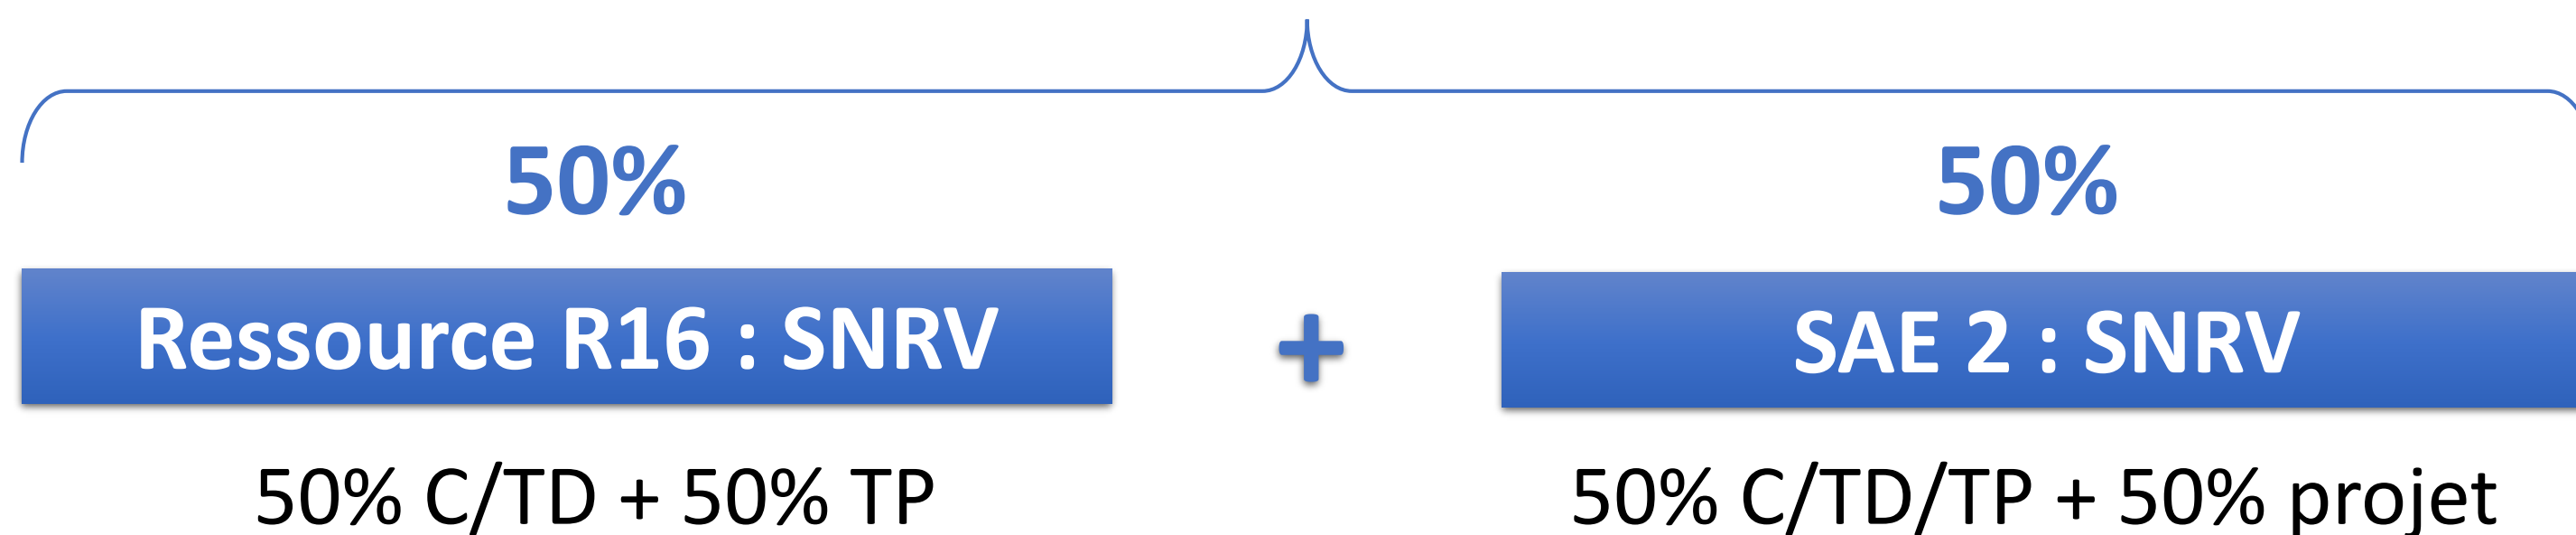 50%
50%
Ressource R16 : SNRV
+
SAE 2 : SNRV
50% C/TD + 50% TP
50% C/TD/TP + 50% projet